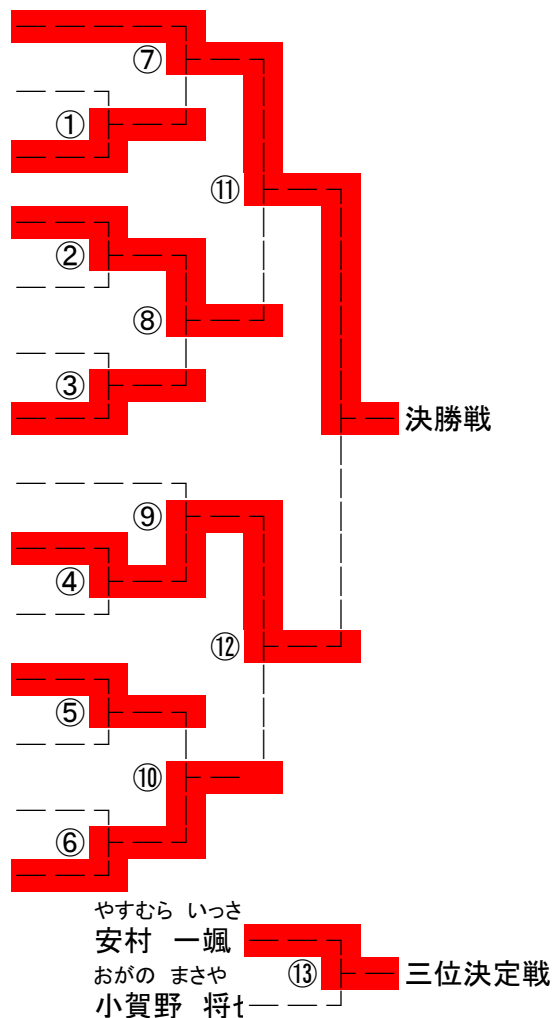 ⑦
①
⑪
②
⑧
③
決勝戦
⑨
④
⑫
⑤
⑩
⑥
やすむら いっさ
安村 一颯
おがの まさや
⑬ 三位決定戦
小賀野 将